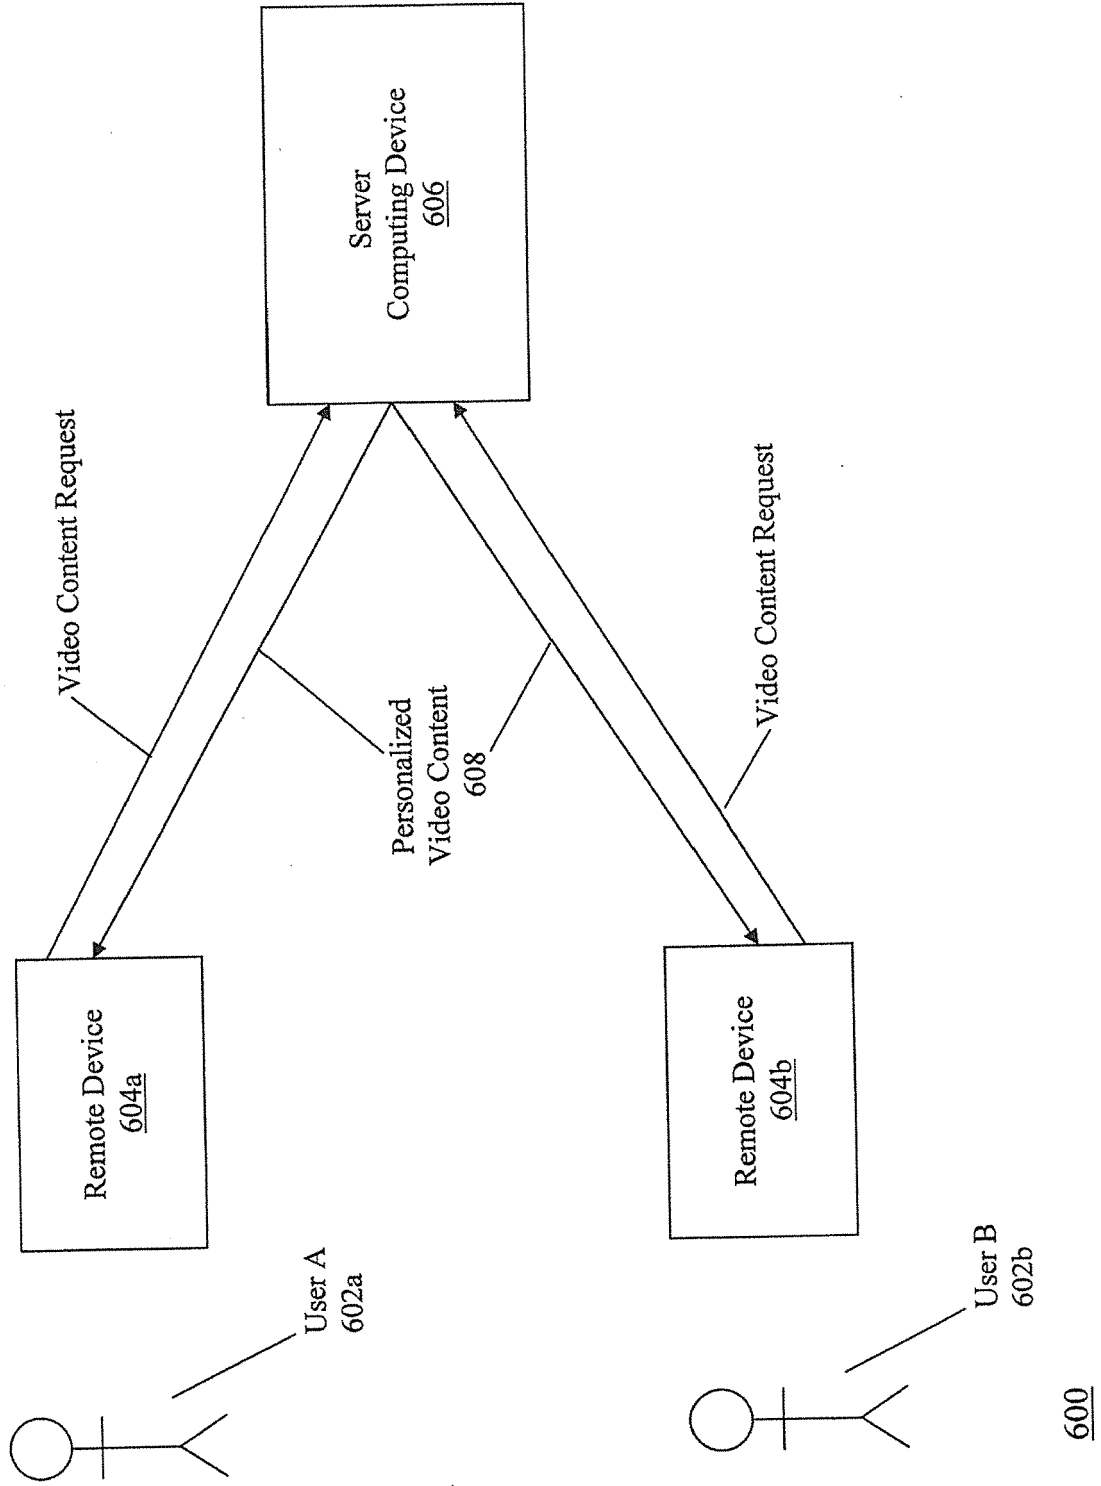 User A
602a
Remote Device
604a
Video Content Request
Personalized
Video Content
608
Server
Computing Device
606
User B
602b
Remote Device
604b
Video Content Request
600